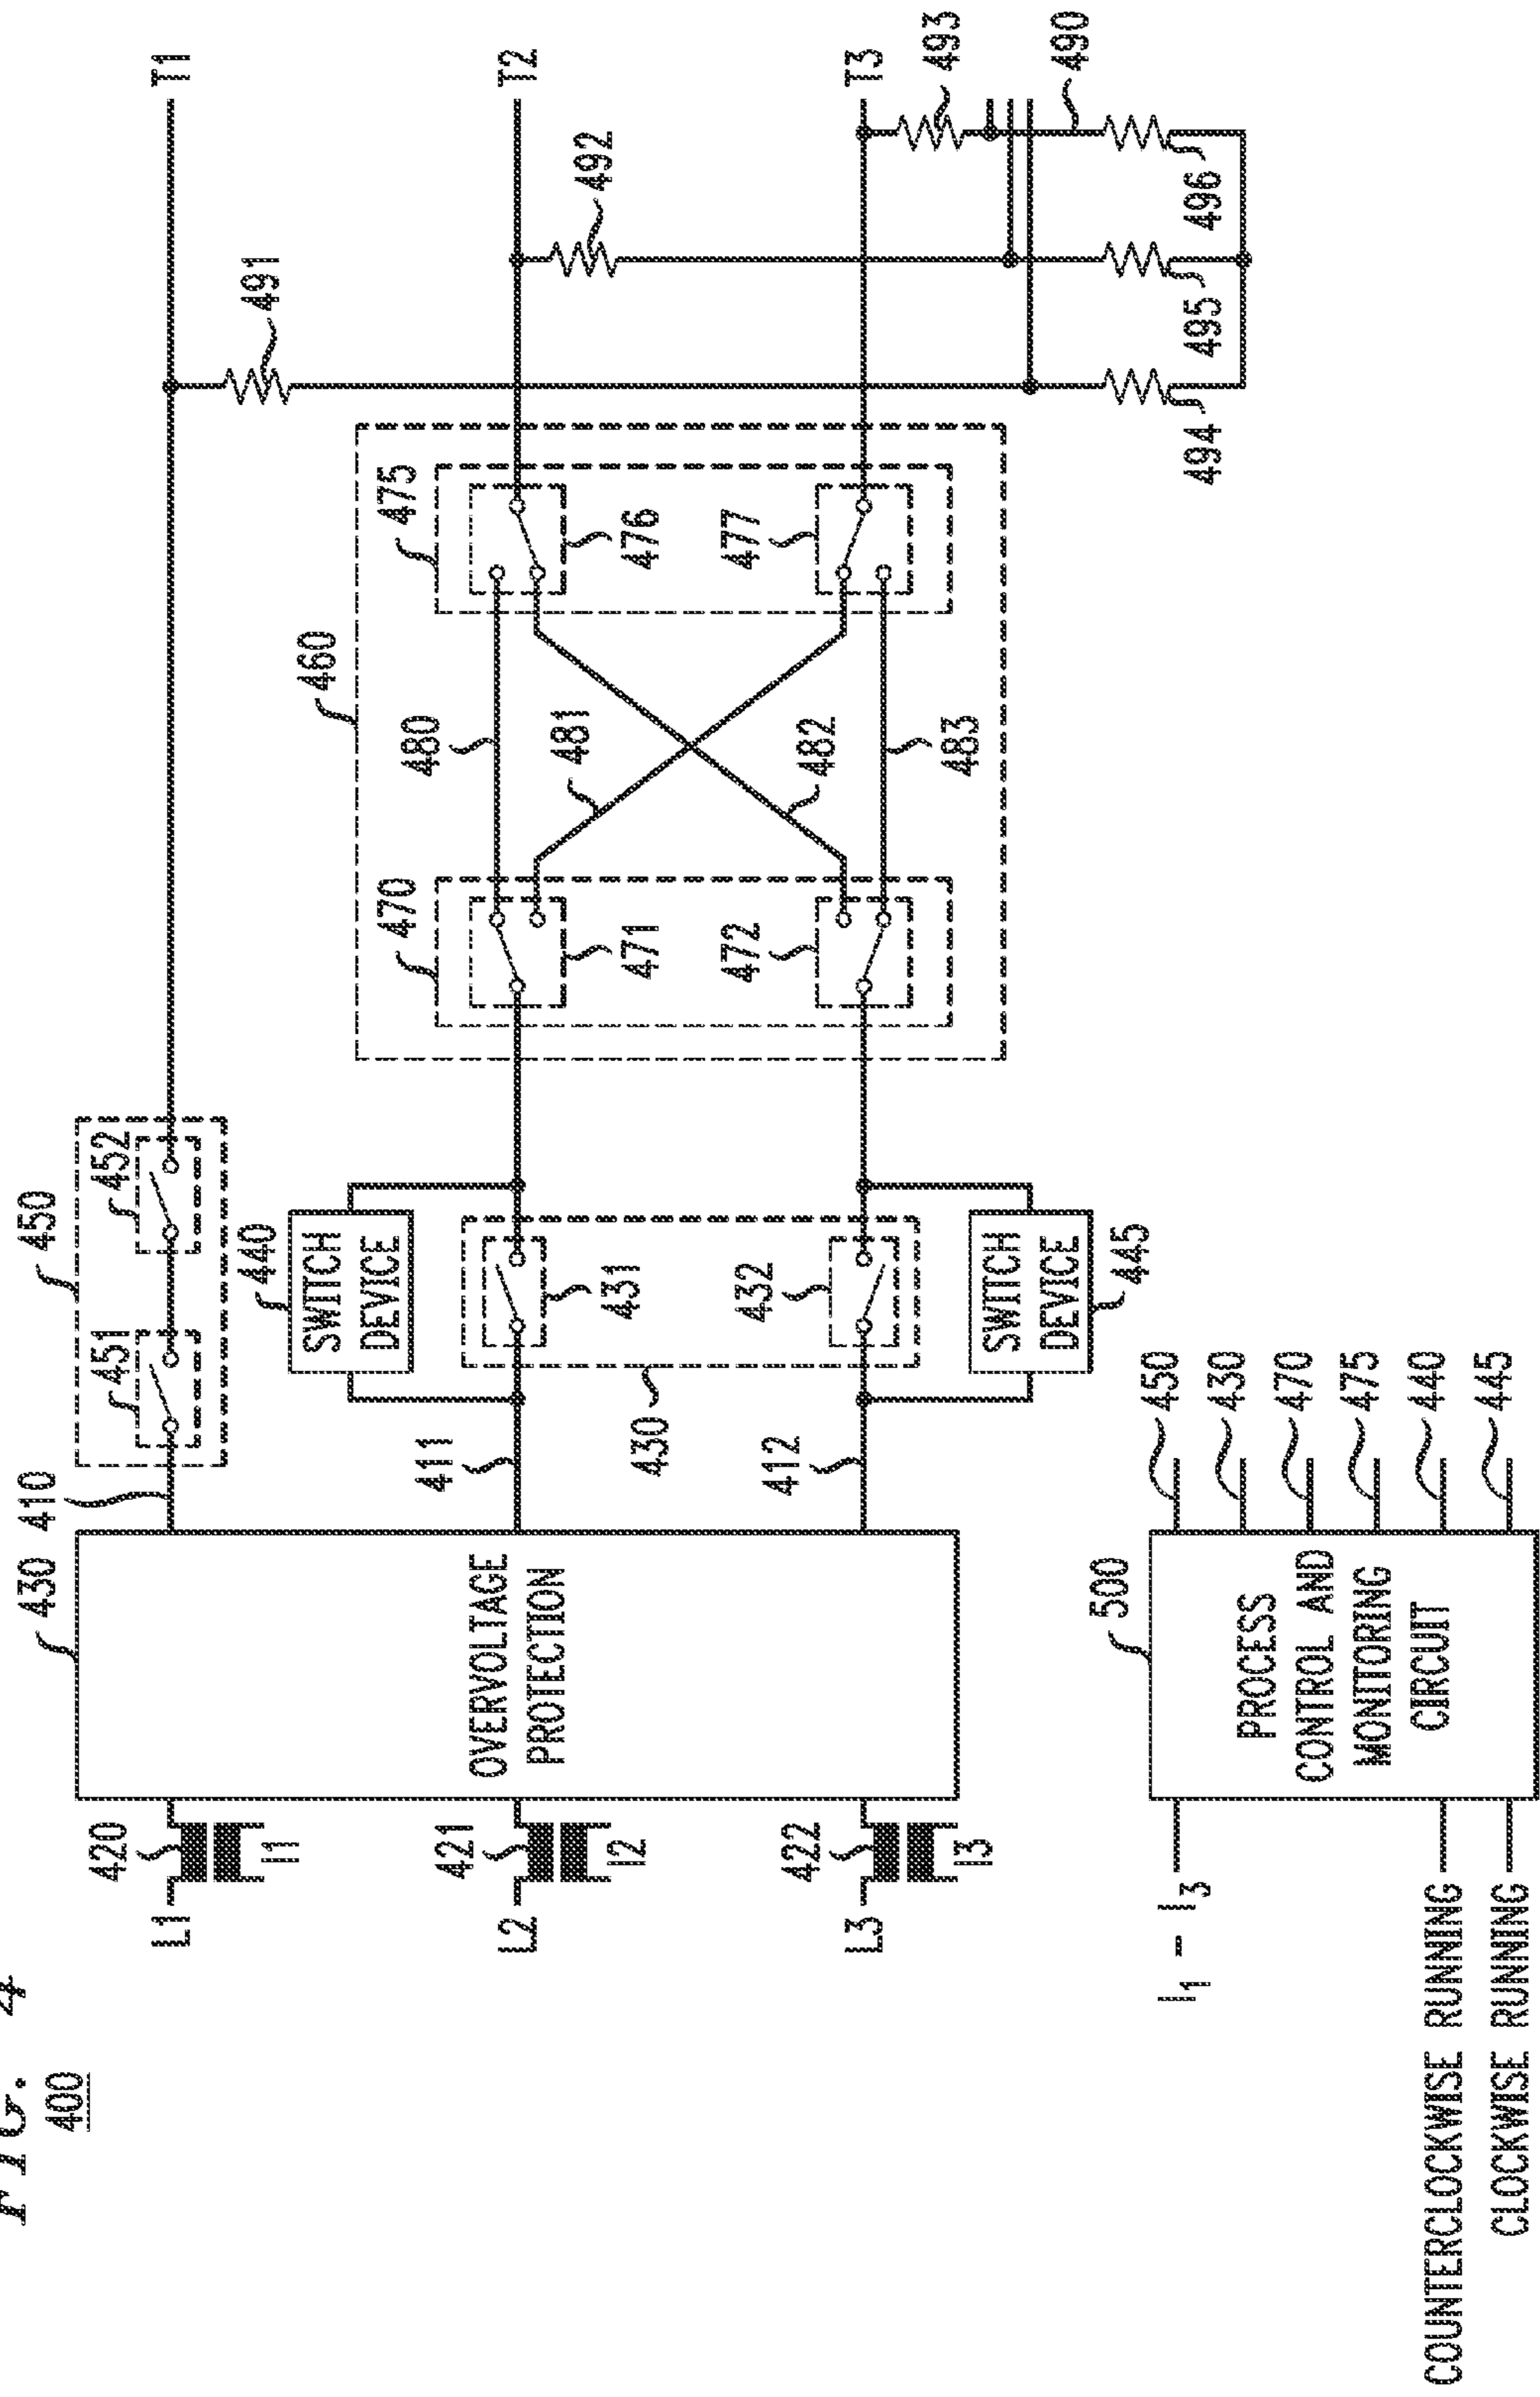 FIG. 4
400
L1
420
I1
L2
421
I2
L3
422
I3
430
OVERVOLTAGE
PROTECTION
410
411
412
450
451
452
440
SWITCH
DEVICE
431
430
432
SWITCH
DEVICE
445
460
470
471
472
480
481
482
483
475
476
477
491
492
493
490
494
495
496
T1
T2
T3
I1 – I3
COUNTERCLOCKWISE RUNNING
CLOCKWISE RUNNING
500
PROCESS
CONTROL AND
MONITORING
CIRCUIT
450
430
470
475
440
445